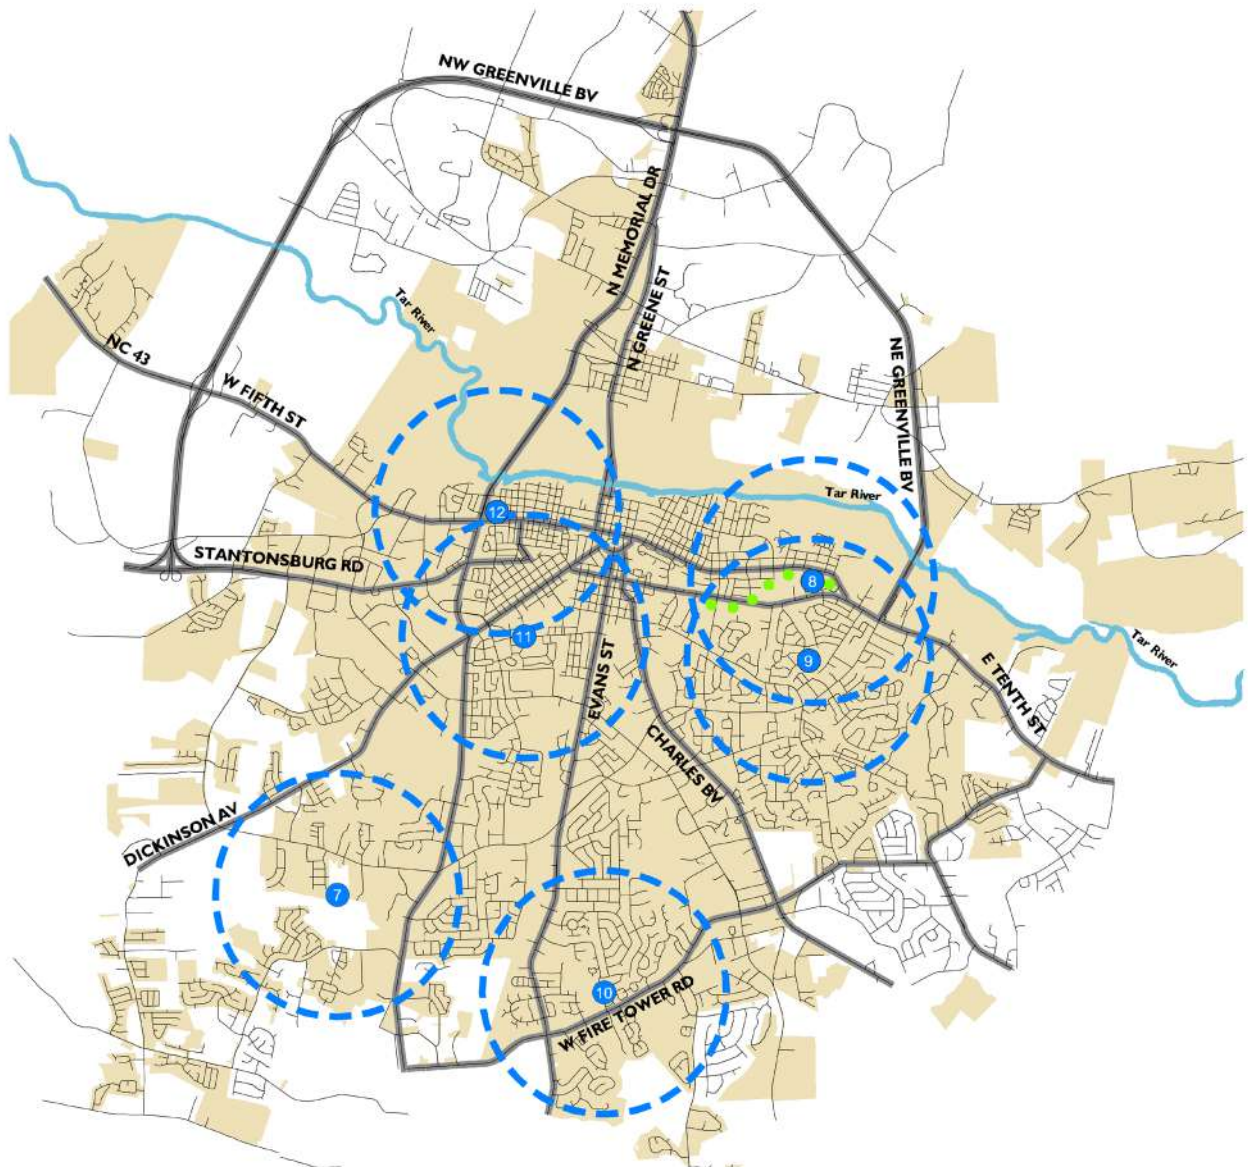 NW GREENVILLE BV
N MEMORIAL DR
N GREENE ST
Tar River
NC 43
W FIFTH ST
NE GREENVILLE BV
Tar River
12
STANTONSBURG RD
8
11
9
Tar River
EVANS ST
E TENTH ST
CHARLES BV
DICKINSON AV
7
10
W FIRE TOWER RD